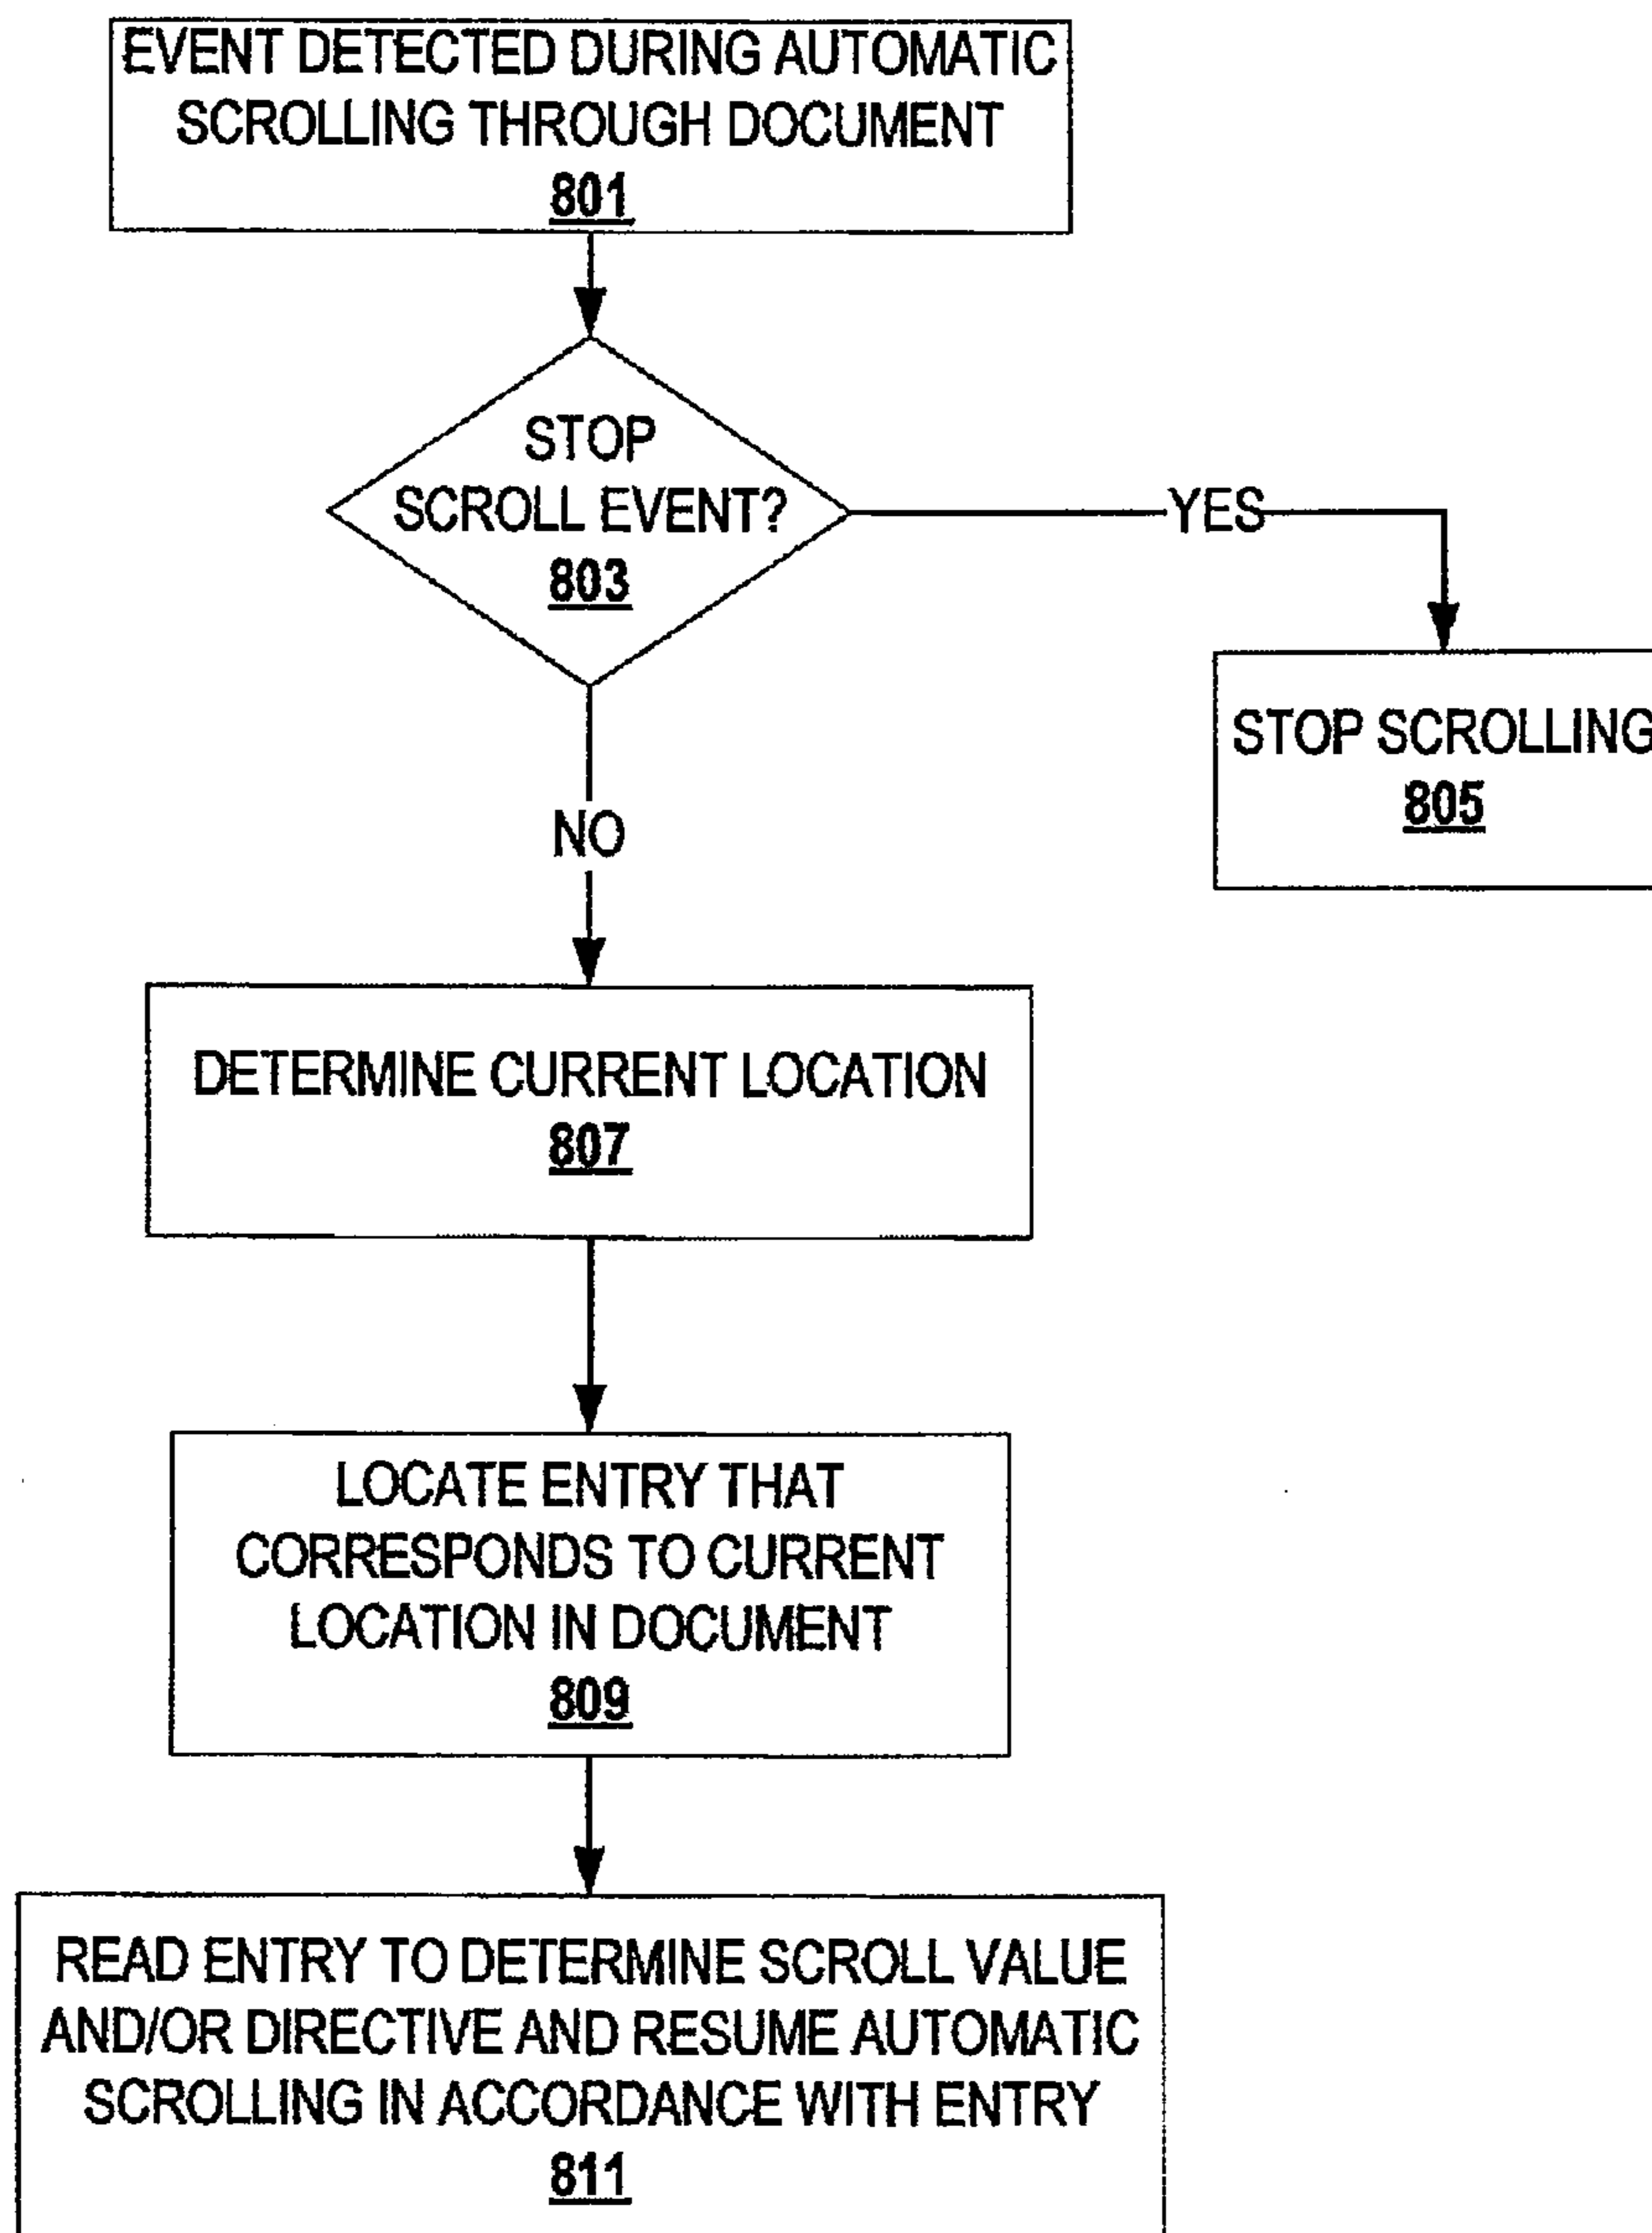 EVENT DETECTED DURING AUTOMATIC
SCROLLING THROUGH DOCUMENT
801
STOP
SCROLL EVENT?
803
YES
STOP SCROLLING
805
NO
DETERMINE CURRENT LOCATION
807
LOCATE ENTRY THAT
CORRESPONDS TO CURRENT
LOCATION IN DOCUMENT
809
READ ENTRY TO DETERMINE SCROLL VALUE
AND/OR DIRECTIVE AND RESUME AUTOMATIC
SCROLLING IN ACCORDANCE WITH ENTRY
811